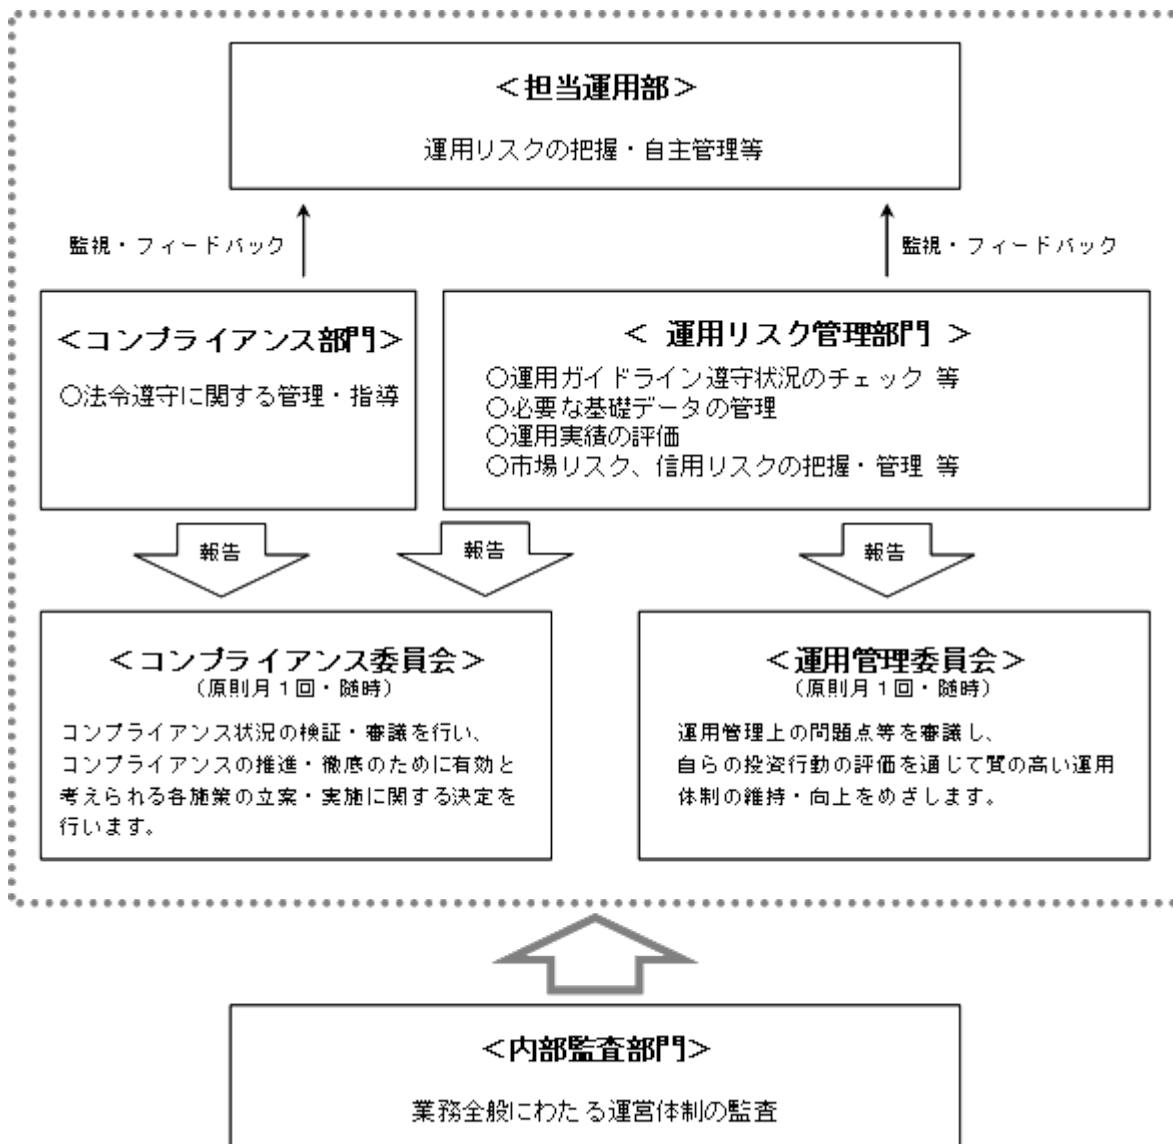 ＜担当運用部＞
運用リスクの把握・自主管理等
監視・フィードバック
監視・フィードバック
＜コンプライアンス部門＞
○法令遵守に関する管理・指導
＜ 運用リスク管理部門 ＞
○運用ガイドライン遵守状況のチェック 等
○必要な基礎データの管理
○運用実績の評価
○市場リスク、信用リスクの把握・管理 等
報告
報告
報告
＜コンプライアンス委員会＞
（原則月１回・随時）
コンプライアンス状況の検証・審議を行い、
コンプライアンスの推進・徹底のために有効と
考えられる各施策の立案・実施に関する決定を
行います。
＜運用管理委員会＞
（原則月１回・随時）
運用管理上の問題点等を審議し、
自らの投資行動の評価を通じて質の高い運用
体制の維持・向上をめざします。
＜内部監査部門＞
業務全般にわたる運営体制の監査